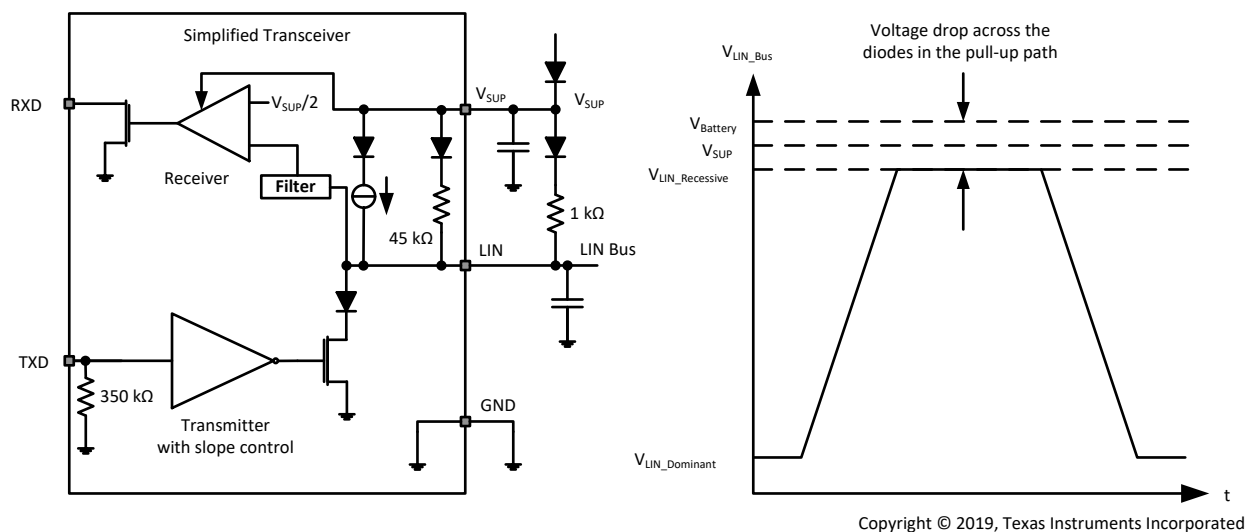 Simplified Transceiver
RXD
V_SUP/2
V_SUP
V_SUP
Receiver
Filter
45 kΩ
1 kΩ
LIN
LIN Bus
TXD
350 kΩ
GND
Transmitter
with slope control
Voltage drop across the
diodes in the pull-up path
V_LIN_Bus
V_Battery
V_SUP
V_LIN_Recessive
V_LIN_Dominant
t
Copyright © 2019, Texas Instruments Incorporated